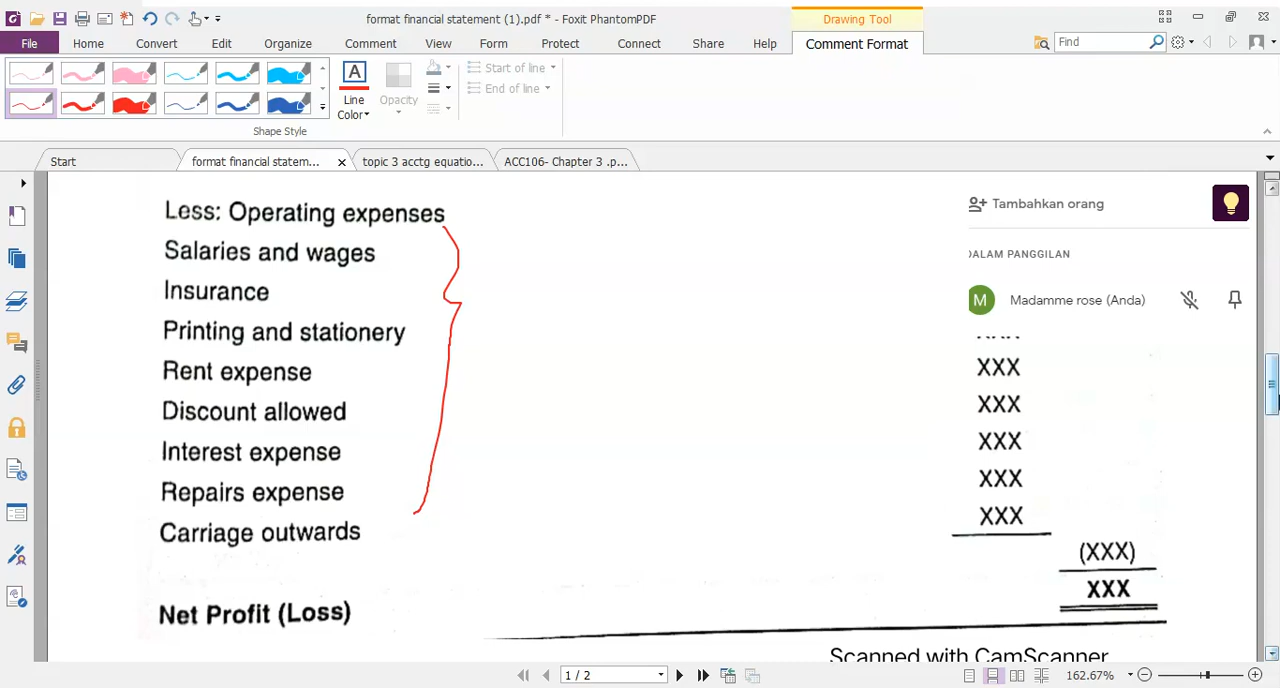 format financial statement (1).pdf * - Foxit PhantomPDF
Drawing Tool
File Home Convert Edit Organize Comment View Form Protect Connect Share Help Comment Format
Find
A
Line Color
Opacity
Start of line
End of line
Shape Style
Start
format financial statem...
topic 3 acctg equatio...
ACC106- Chapter 3 .p...
Less: Operating expenses
Tambahkan orang
Salaries and wages
DALAM PANGGILAN
Insurance
M Madamme rose (Anda)
Printing and stationery
Rent expense XXX
Discount allowed XXX
Interest expense XXX
Repairs expense XXX
Carriage outwards XXX
(XXX)
Net Profit (Loss) XXX
Scanned with CamScanner
1 / 2
162.67%